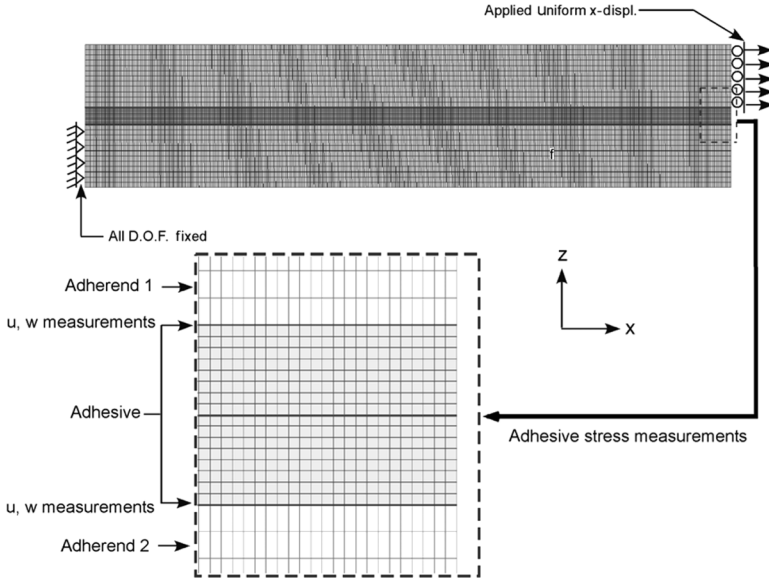 Applied Uniform x-displ.
f
All D.O.F. fixed
Adherend 1
u, w measurements
Adhesive
u, w measurements
Adherend 2
z
x
Adhesive stress measurements